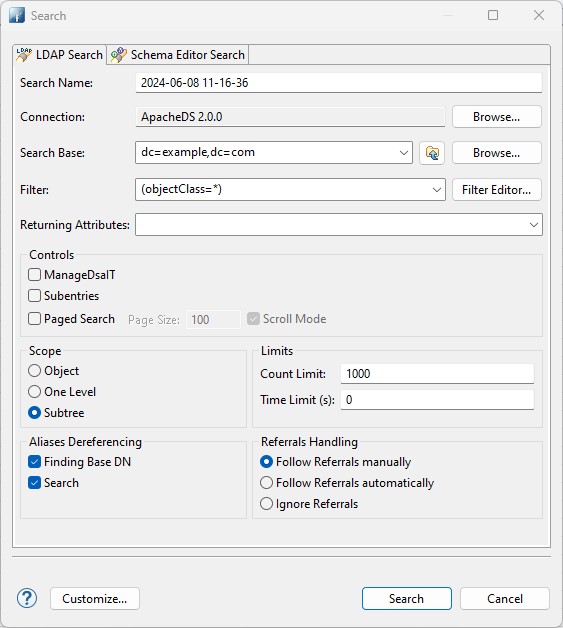 Search
LDAP Search
Schema Editor Search
Search Name: 2024-06-08 11-16-36
Connection: ApacheDS 2.0.0 Browse...
Search Base: dc=example,dc=com Browse...
Filter: (objectClass=*) Filter Editor...
Returning Attributes:
Controls
ManageDsaIT
Subentries
Paged Search Page Size: 100 Scroll Mode
Scope
Object
One Level
Subtree
Limits
Count Limit: 1000
Time Limit (s): 0
Aliases Dereferencing
Finding Base DN
Search
Referrals Handling
Follow Referrals manually
Follow Referrals automatically
Ignore Referrals
? Customize... Search Cancel